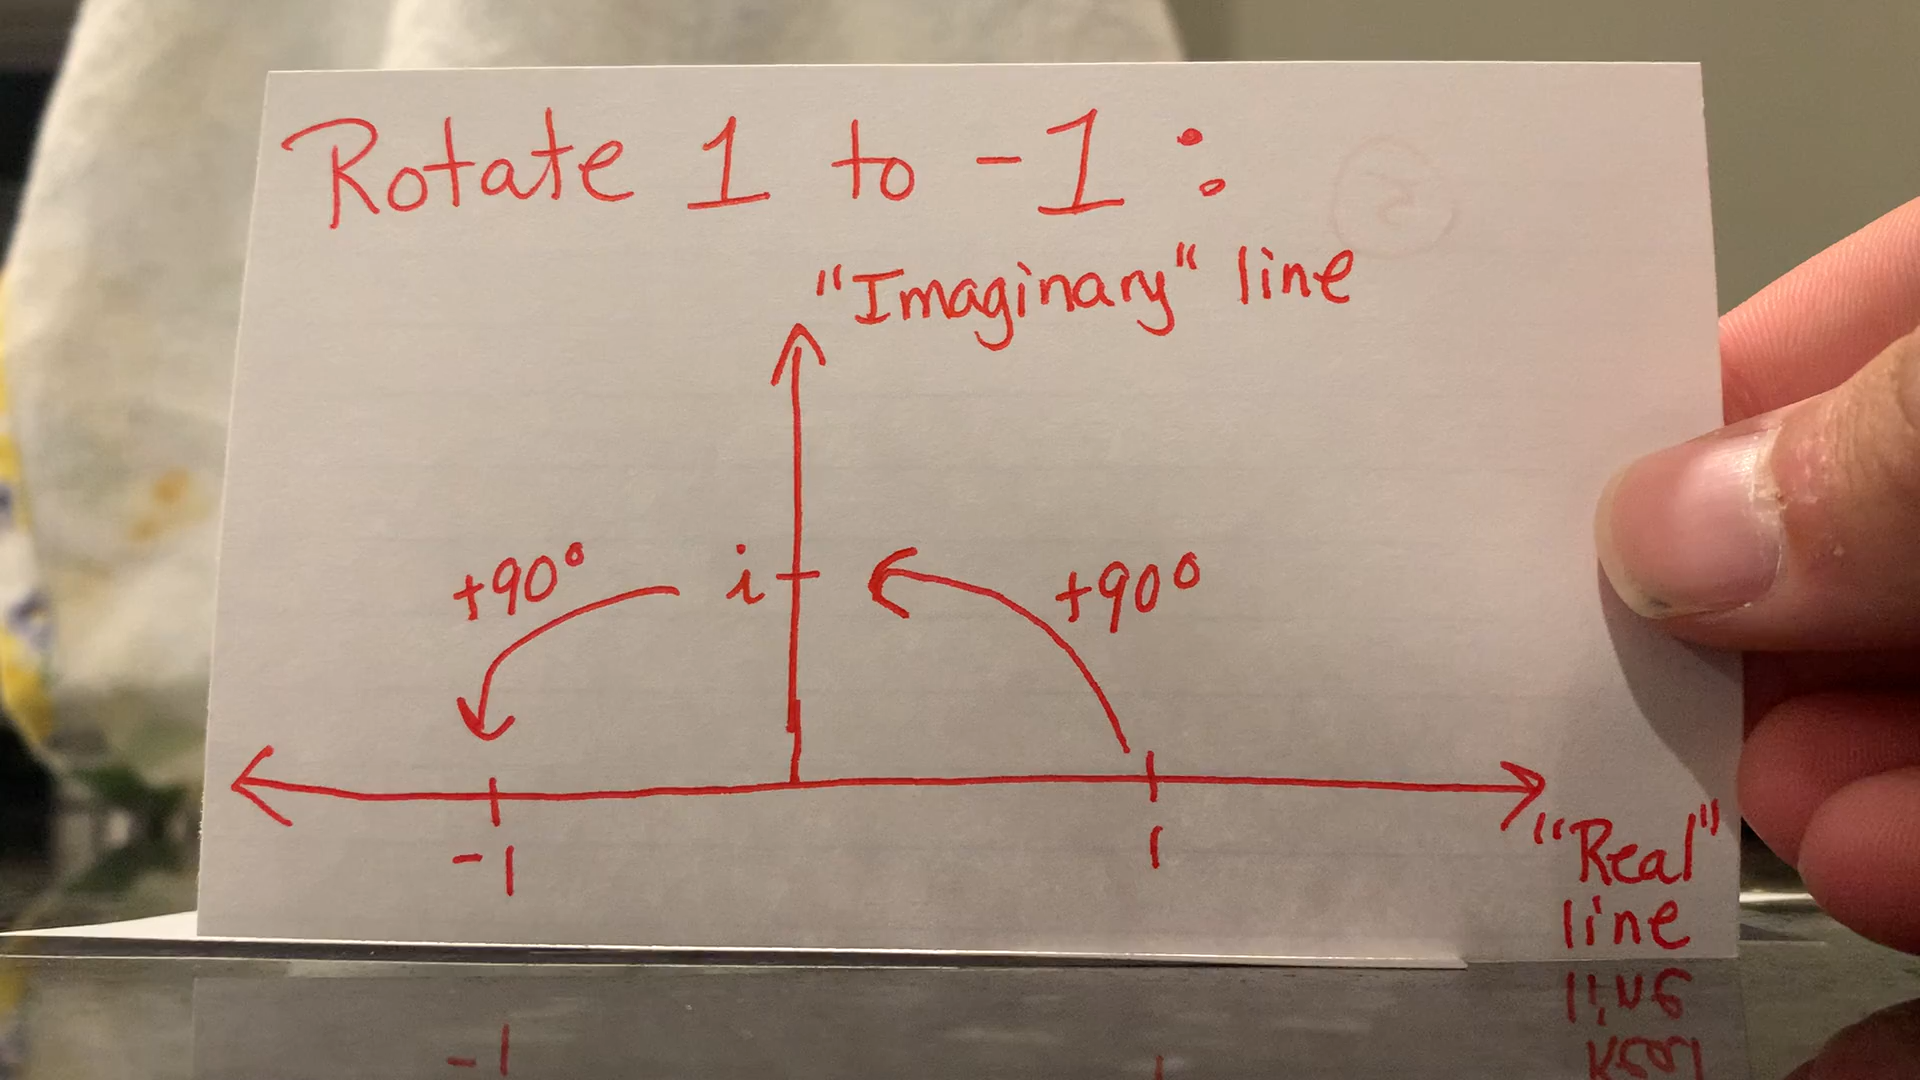 Rotate 1 to -1 :
"Imaginary" line
+90° i +90°
-1 1
"Real"
line